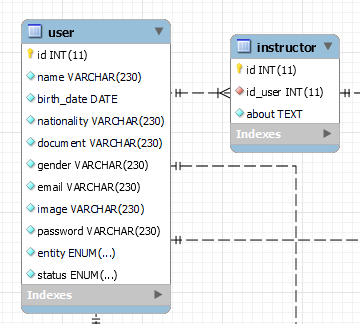 user
id INT(11)
name VARCHAR(230)
birth_date DATE
nationality VARCHAR(230)
document VARCHAR(230)
gender VARCHAR(230)
email VARCHAR(230)
image VARCHAR(230)
password VARCHAR(230)
entity ENUM(...)
status ENUM(...)
Indexes
instructor
id INT(11)
id_user INT(11)
about TEXT
Indexes